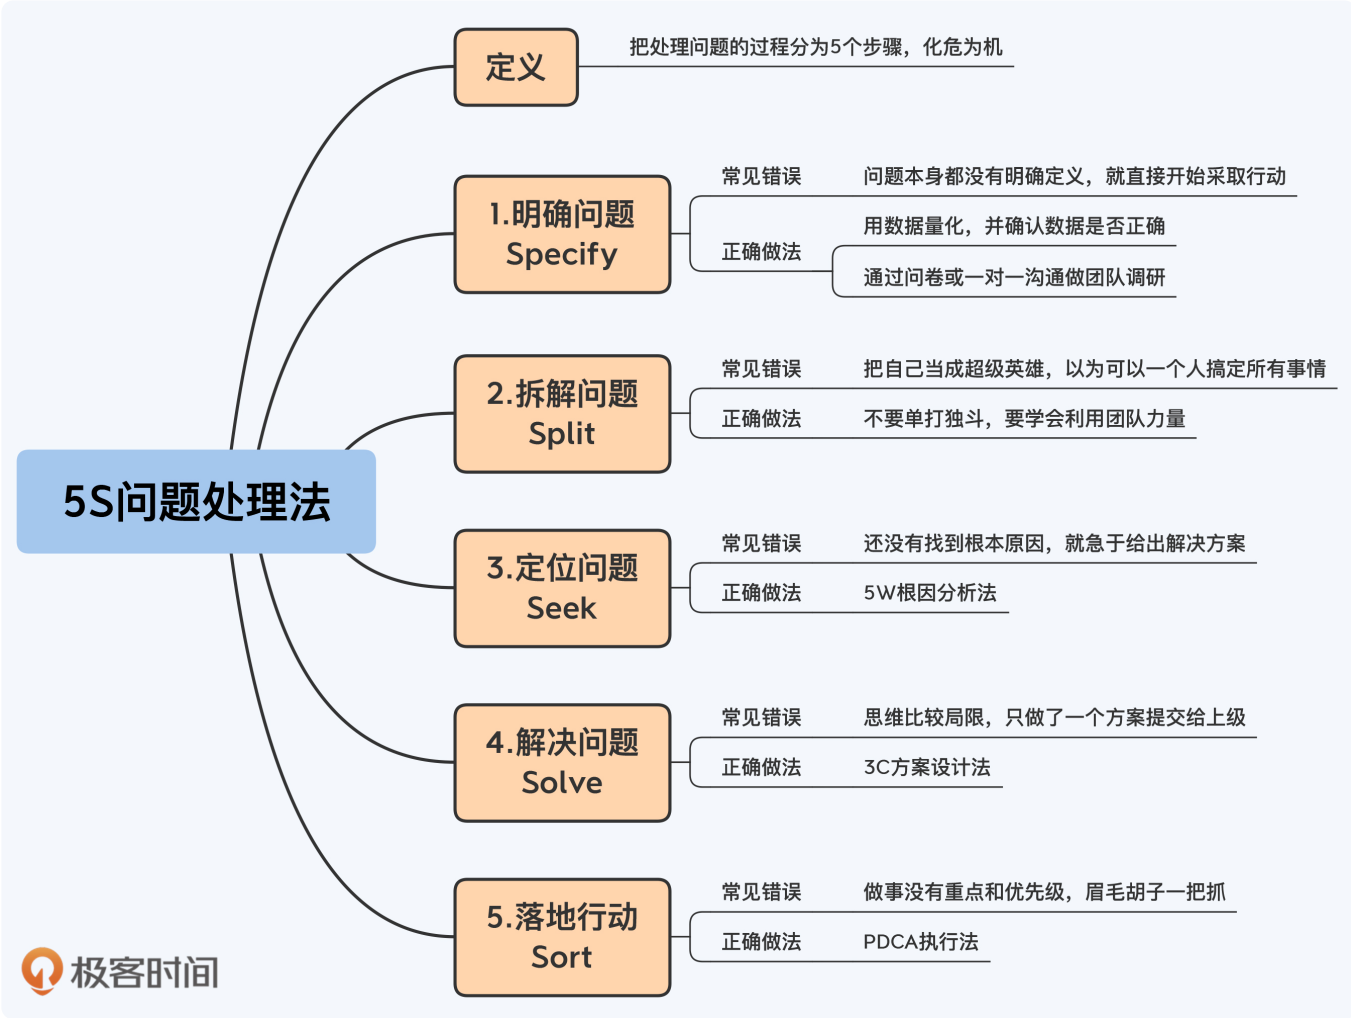 定义
把处理问题的过程分为5个步骤，化危为机
1.明确问题
Specify
常见错误
问题本身都没有明确定义，就直接开始采取行动
正确做法
用数据量化，并确认数据是否正确
通过问卷或一对一沟通做团队调研
2.拆解问题
Split
常见错误
把自己当成超级英雄，以为可以一个人搞定所有事情
正确做法
不要单打独斗，要学会利用团队力量
5S问题处理法
3.定位问题
Seek
常见错误
还没有找到根本原因，就急于给出解决方案
正确做法
5W根因分析法
4.解决问题
Solve
常见错误
思维比较局限，只做了一个方案提交给上级
正确做法
3C方案设计法
5.落地行动
Sort
常见错误
做事没有重点和优先级，眉毛胡子一把抓
正确做法
PDCA执行法
极客时间